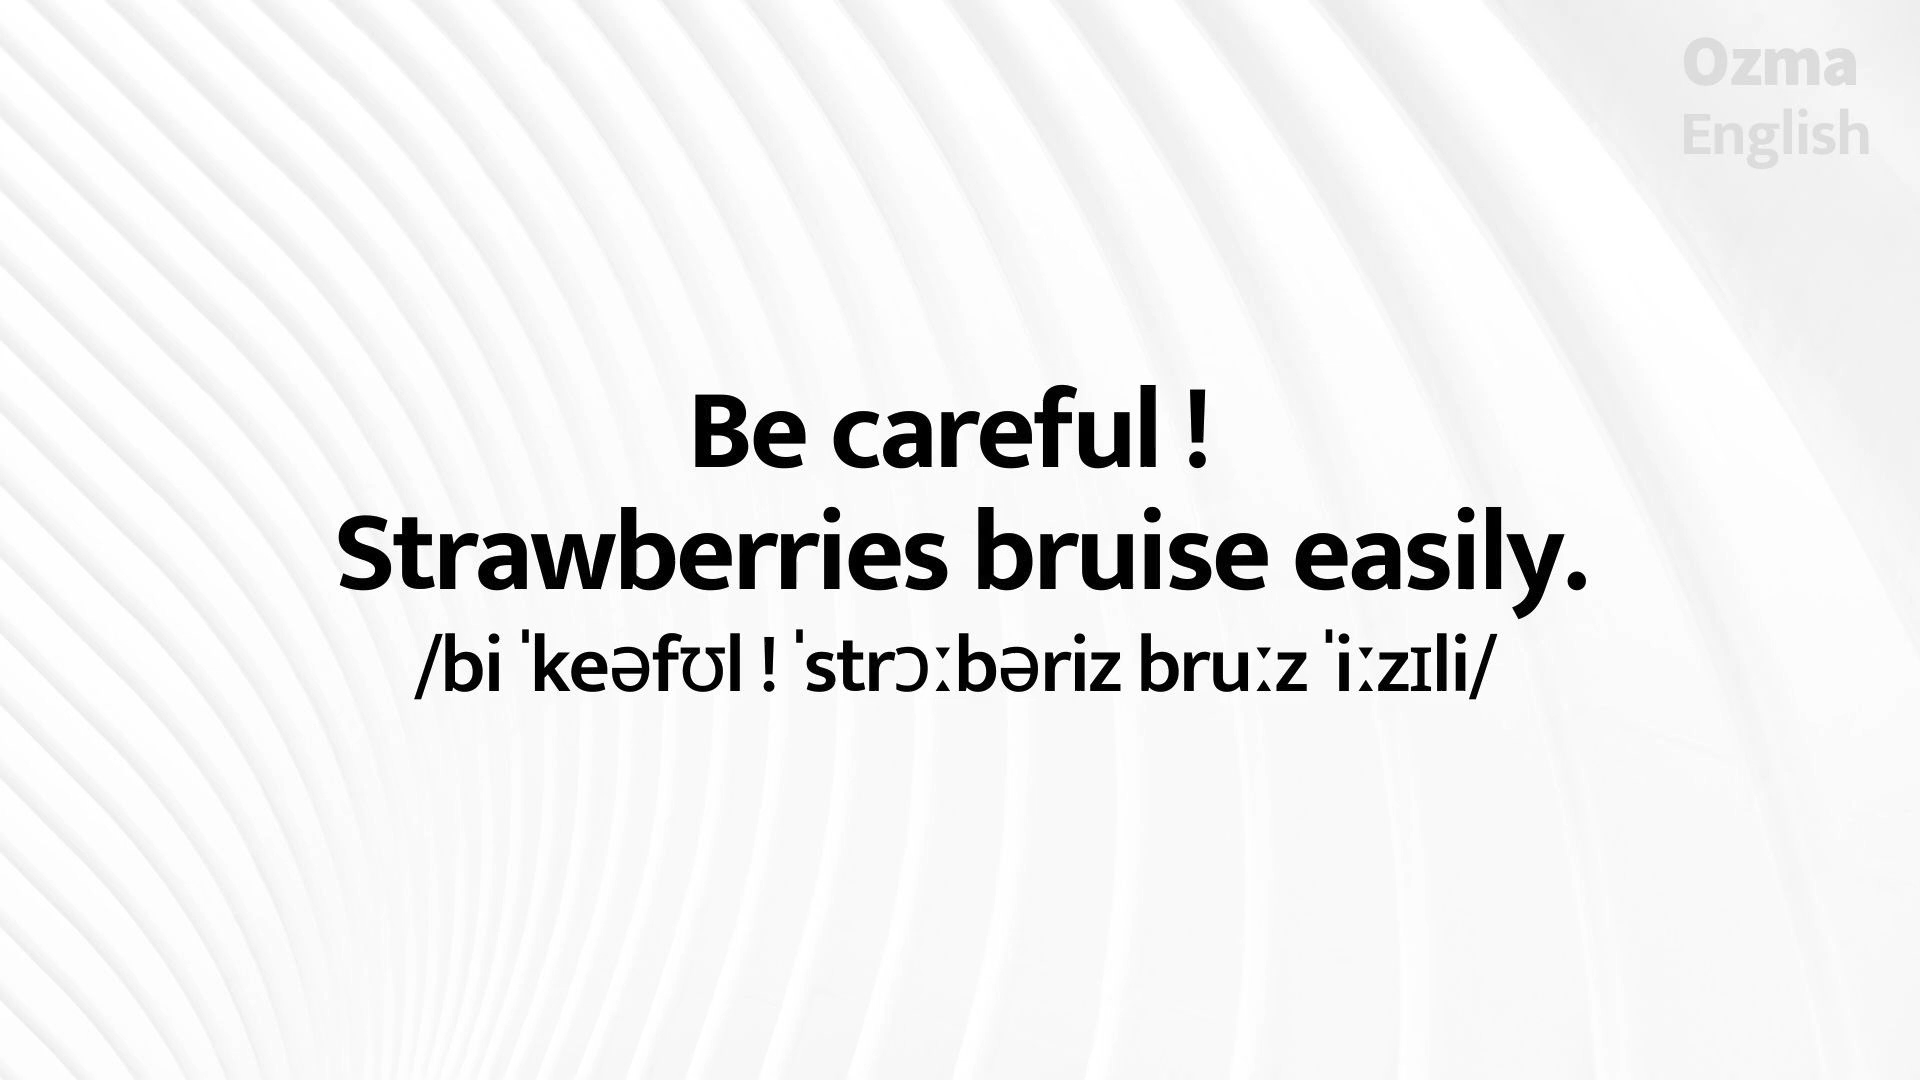 Ozma
English
Be careful !
Strawberries bruise easily.
/bi ˈkeəfʊl ! ˈstrɔːbəriz bruːz ˈiːzɪli/